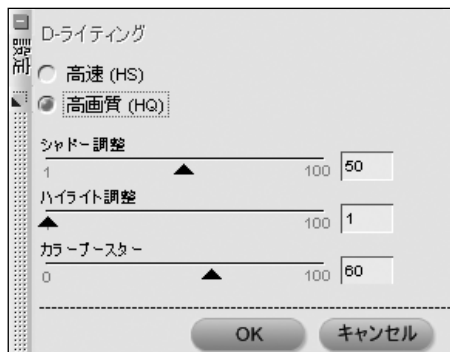 設定
D-ライティング
高速 (HS)
高画質 (HQ)
シャドー調整
1 100 50
ハイライト調整
100 1
カラーブースター
0 100 60
OK キャンセル